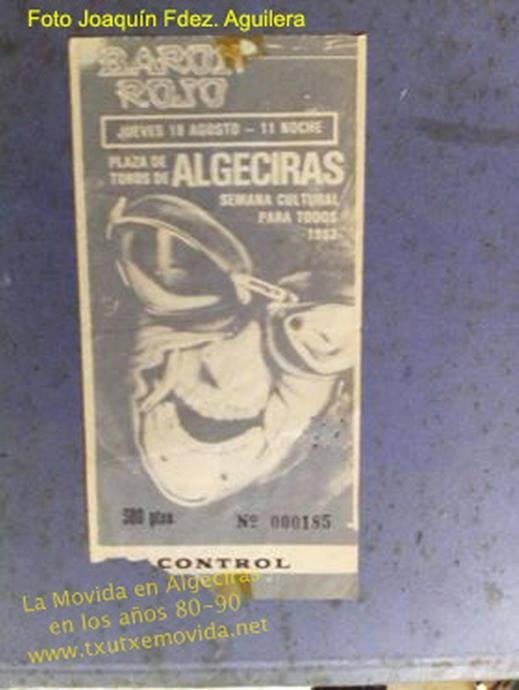 Foto Joaquín Fdez. Aguilera
BARON
ROJO
JUEVES 18 AGOSTO - 11 NOCHE
PLAZA DE
TOROS DE ALGECIRAS
SEMANA CULTURAL
PARA TODOS
1983
500 ptas
Nº 000185
CONTROL
La Movida en Algeciras
en los años 80-90
www.txutxemovida.net